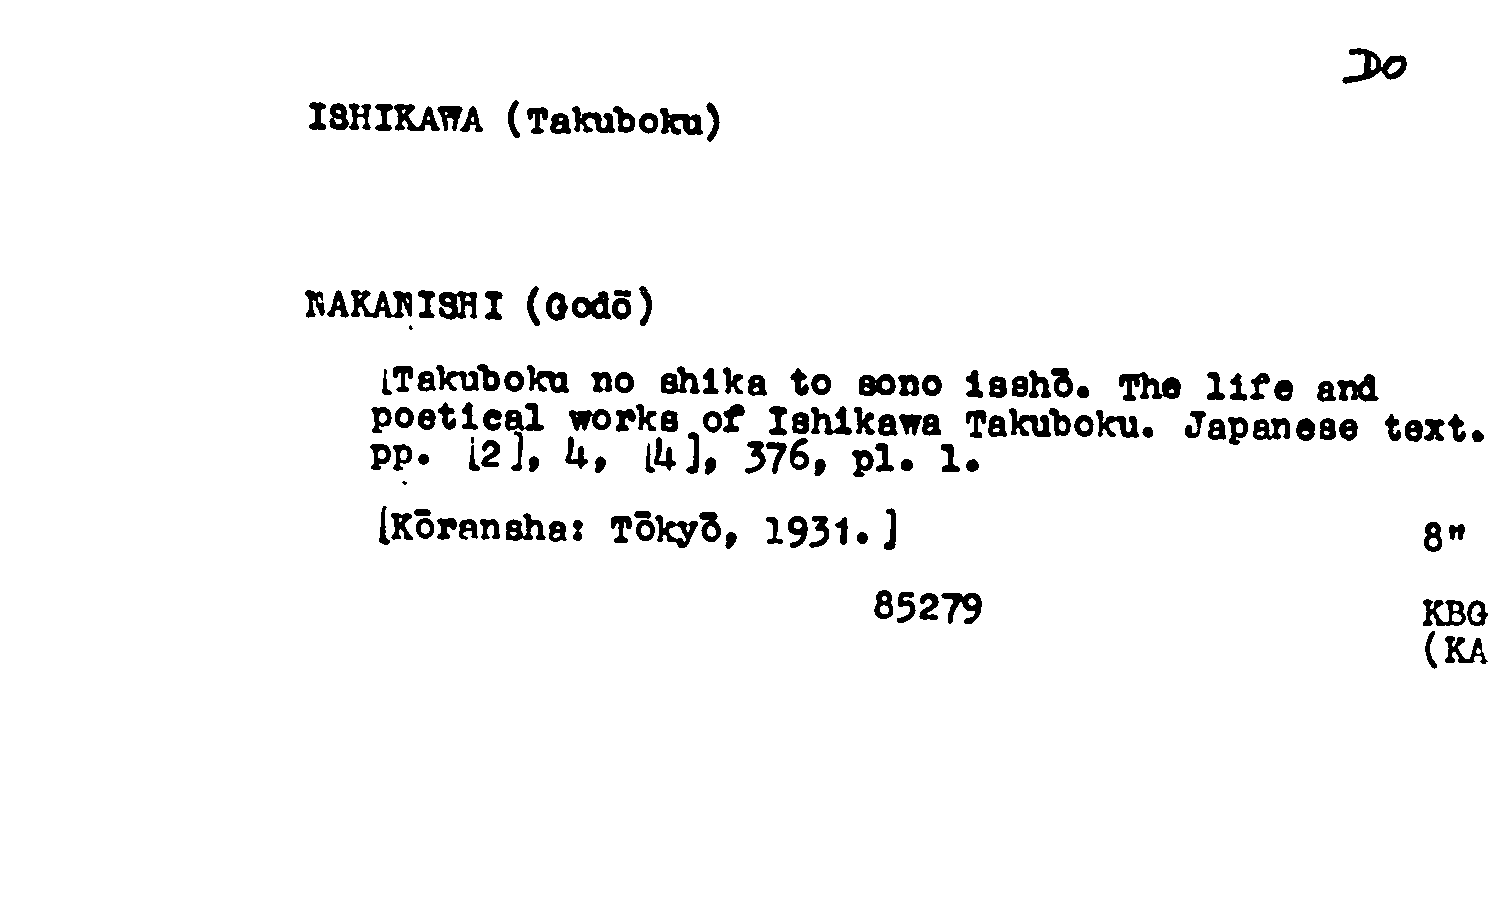 Do
ISHIKAWA (Takuboku)
NAKANISHI (Godō)
[Takuboku no shika to sono isshō. The life and
poetical works of Ishikawa Takuboku. Japanese text.
pp. [2], 4, [4], 376, pl. 1.
[Kōransha: Tōkyō, 1931.]
8"
85279
KBG
(KA